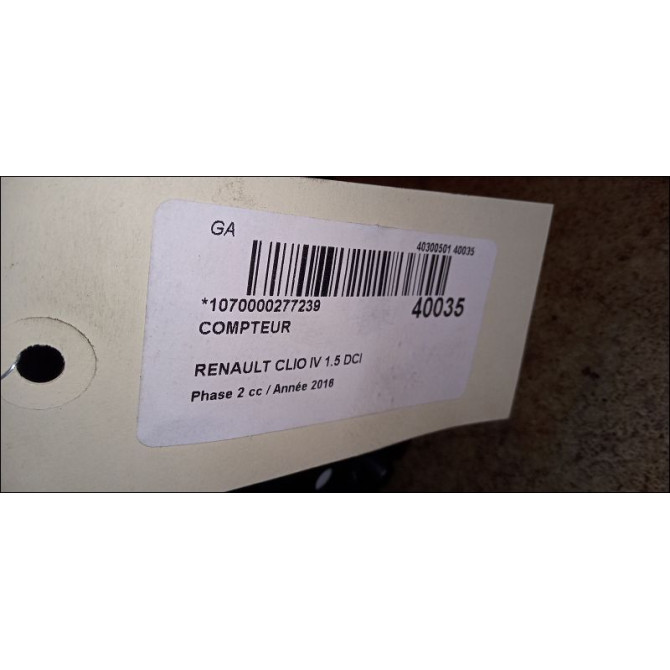 GA
40300501 40035
*1070000277239
40035
COMPTEUR
RENAULT CLIO IV 1.5 DCI
Phase 2 cc / Année 2016